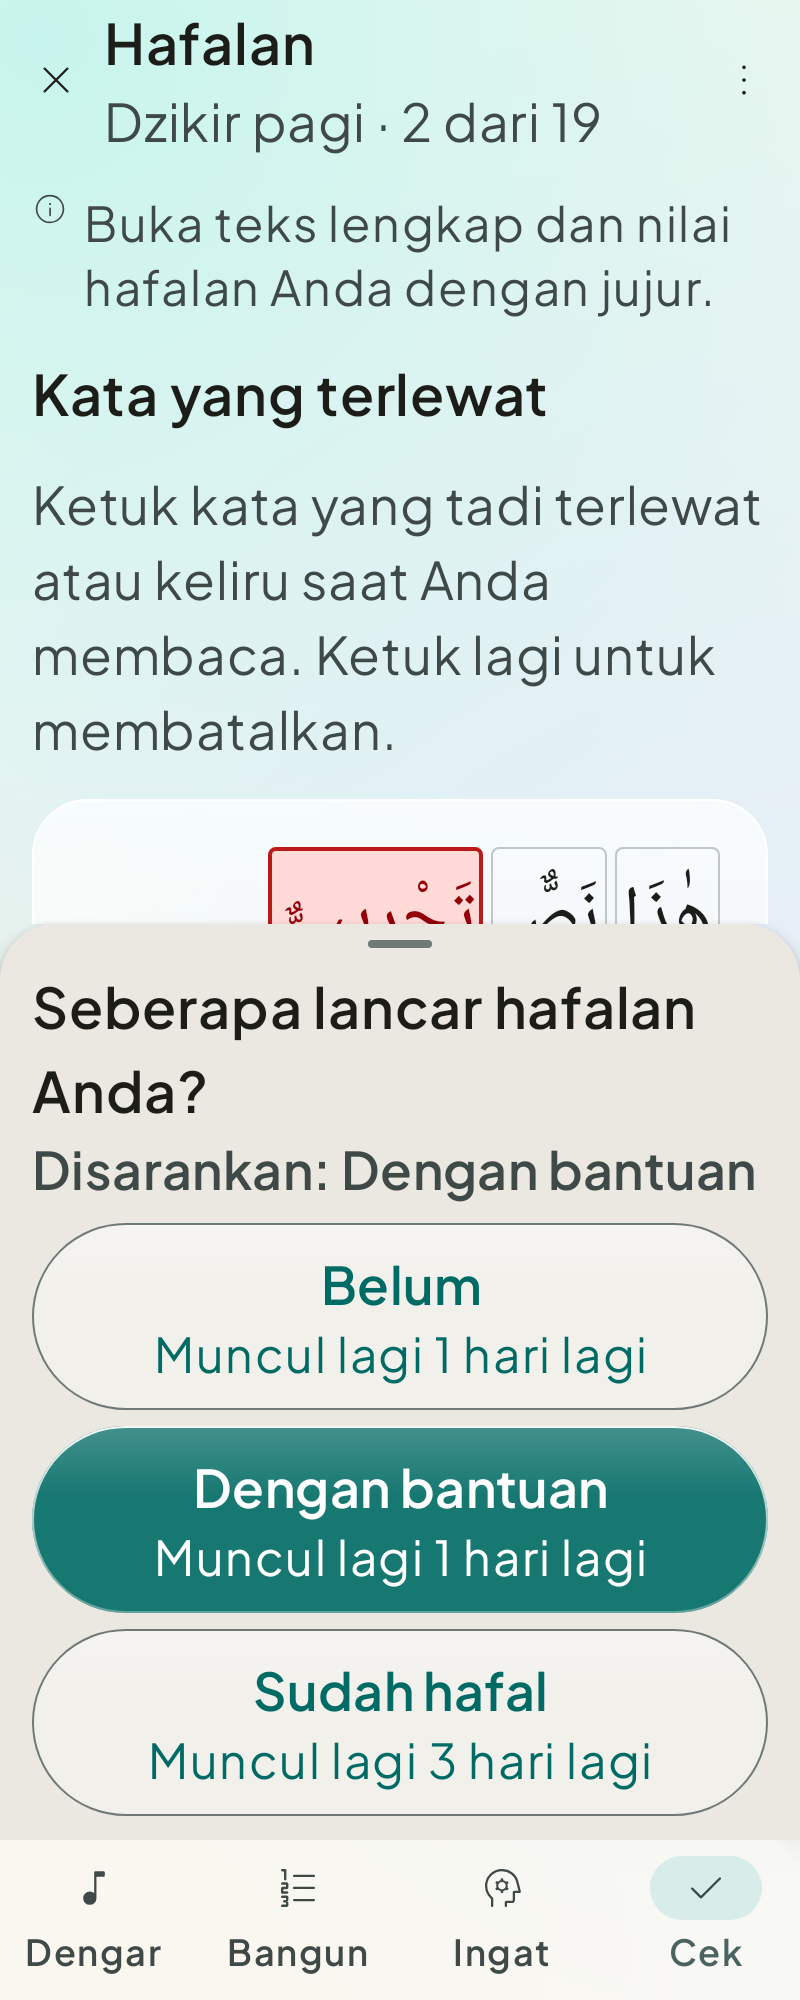 Hafalan
Dzikir pagi · 2 dari 19
Buka teks lengkap dan nilai
hafalan Anda dengan jujur.
Kata yang terlewat
Ketuk kata yang tadi terlewat
atau keliru saat Anda
membaca. Ketuk lagi untuk
membatalkan.
هٰذَا نَصٌّ
Seberapa lancar hafalan
Anda?
Disarankan: Dengan bantuan
Belum
Muncul lagi 1 hari lagi
Dengan bantuan
Muncul lagi 1 hari lagi
Sudah hafal
Muncul lagi 3 hari lagi
Dengar
Bangun
Ingat
Cek